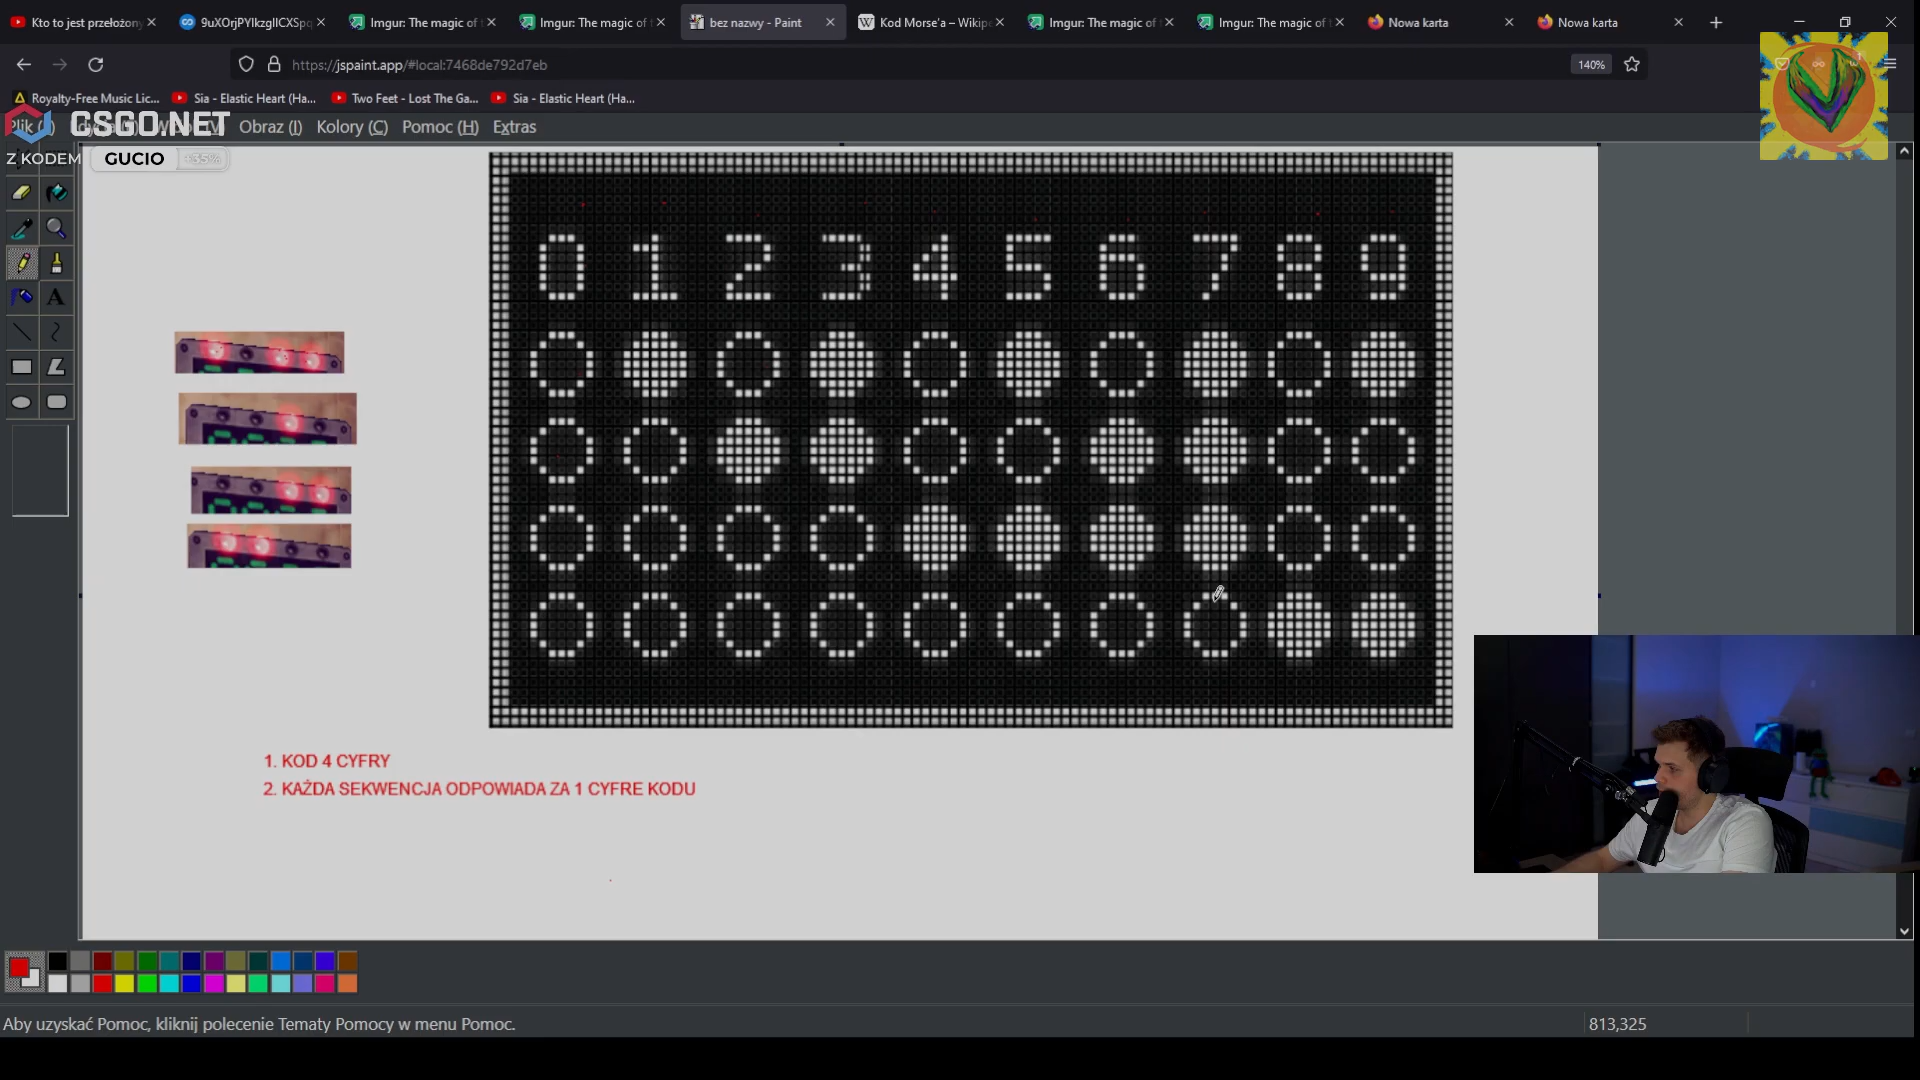 Kto to jest przełożony
9uXOrjPYIkzglICXSpq
Imgur: The magic of
Imgur: The magic of
bez nazwy - Paint
Kod Morse'a – Wikipe
Imgur: The magic of
Imgur: The magic of
Nowa karta
Nowa karta
https://jspaint.app/#local:7468de792d7eb
140%
Royalty-Free Music Lic...
Sia - Elastic Heart (Ha...
Two Feet - Lost The Ga...
Sia - Elastic Heart (Ha...
CSGO.NET
Obraz (I)
Kolory (C)
Pomoc (H)
Extras
Z KODEM
GUCIO
+35%
0 1 2 3 4 5 6 7 8 9
1. KOD 4 CYFRY
2. KAŻDA SEKWENCJA ODPOWIADA ZA 1 CYFRE KODU
Aby uzyskać Pomoc, kliknij polecenie Tematy Pomocy w menu Pomoc.
813,325